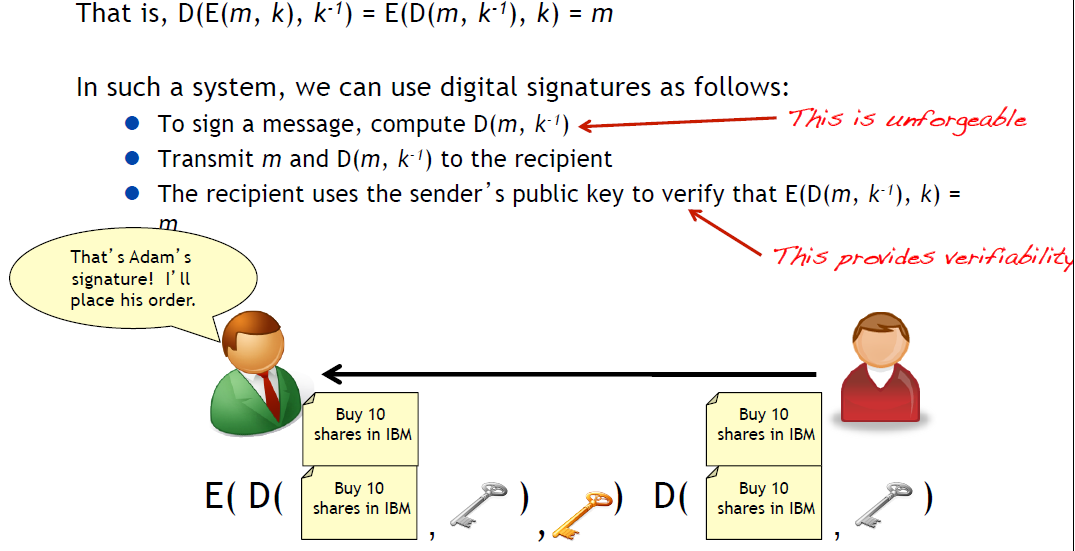 That is, D(E(m, k), k⁻¹) = E(D(m, k⁻¹), k) = m
In such a system, we can use digital signatures as follows:
● To sign a message, compute D(m, k⁻¹)
This is unforgeable
● Transmit m and D(m, k⁻¹) to the recipient
● The recipient uses the sender’s public key to verify that E(D(m, k⁻¹), k) =
m
This provides verifiability
That’s Adam’s
signature! I’ll
place his order.
Buy 10
shares in IBM
Buy 10
shares in IBM
E( D(
Buy 10
shares in IBM
, ) , )
D(
Buy 10
shares in IBM
, )